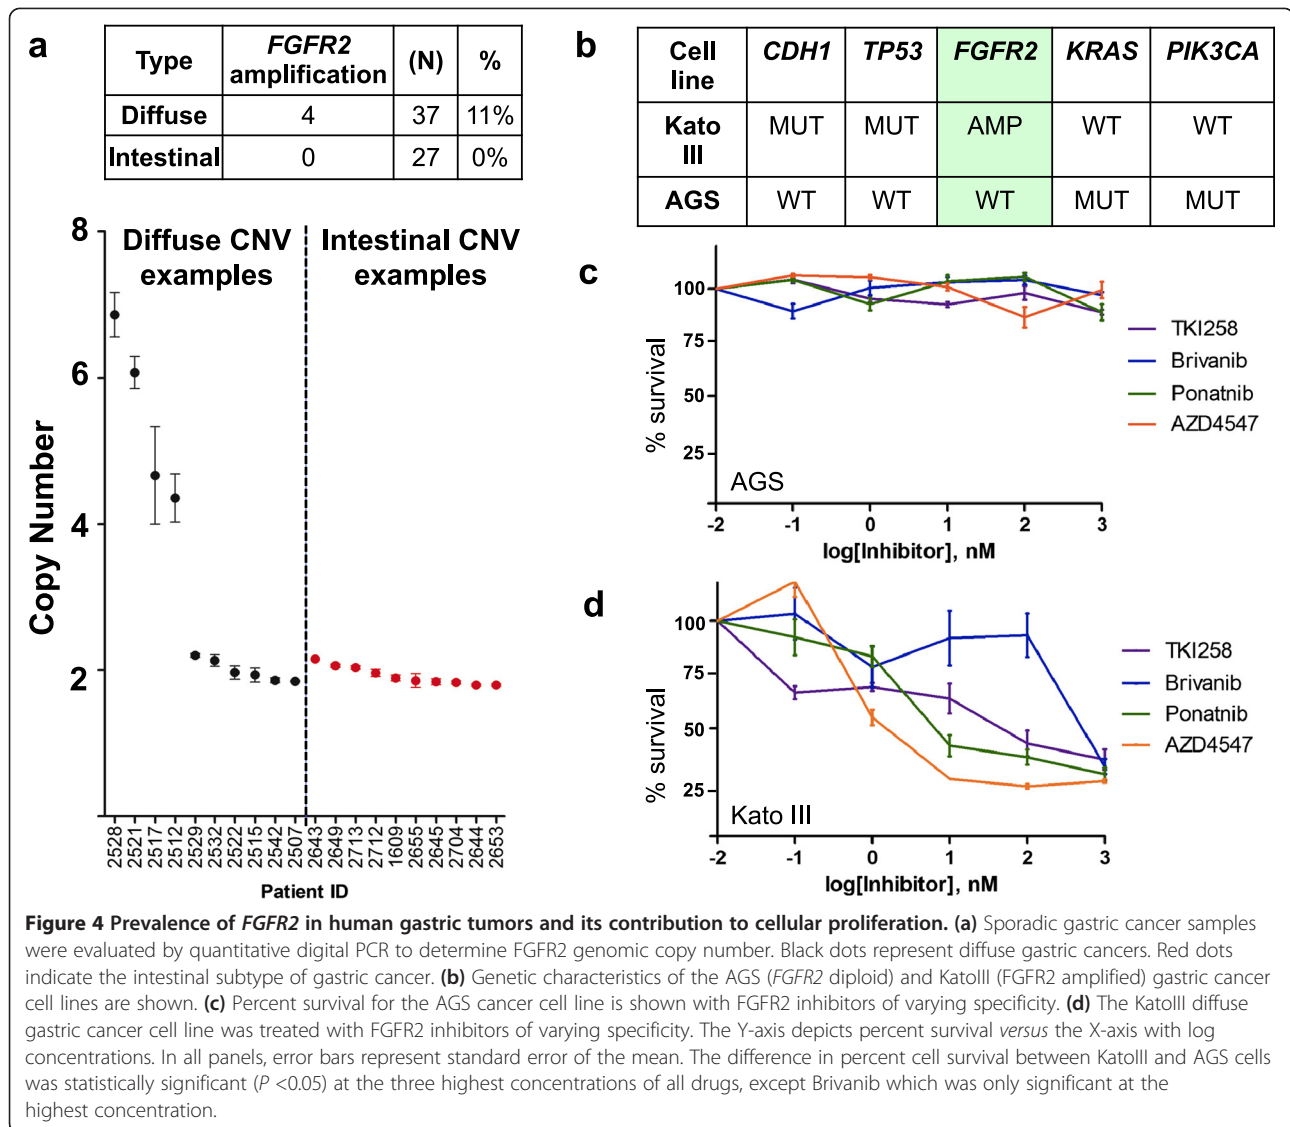 a
Type FGFR2 amplification (N) %
Diffuse 4 37 11%
Intestinal 0 27 0%
8
6
4
2
Copy Number
Diffuse CNV examples
Intestinal CNV examples
2528
2521
2517
2512
2529
2532
2522
2515
2542
2507
2643
2649
2713
2712
1609
2655
2645
2704
2644
2653
Patient ID
b
Cell line CDH1 TP53 FGFR2 KRAS PIK3CA
Kato III MUT MUT AMP WT WT
AGS WT WT WT MUT MUT
c
100
75
50
25
% survival
AGS
-2 -1 0 1 2 3
log[Inhibitor], nM
TKI258
Brivanib
Ponatnib
AZD4547
d
100
75
50
25
% survival
Kato III
-2 -1 0 1 2 3
log[Inhibitor], nM
TKI258
Brivanib
Ponatnib
AZD4547
Figure 4 Prevalence of FGFR2 in human gastric tumors and its contribution to cellular proliferation. (a) Sporadic gastric cancer samples
were evaluated by quantitative digital PCR to determine FGFR2 genomic copy number. Black dots represent diffuse gastric cancers. Red dots
indicate the intestinal subtype of gastric cancer. (b) Genetic characteristics of the AGS (FGFR2 diploid) and KatoIII (FGFR2 amplified) gastric cancer
cell lines are shown. (c) Percent survival for the AGS cancer cell line is shown with FGFR2 inhibitors of varying specificity. (d) The KatoIII diffuse
gastric cancer cell line was treated with FGFR2 inhibitors of varying specificity. The Y-axis depicts percent survival versus the X-axis with log
concentrations. In all panels, error bars represent standard error of the mean. The difference in percent cell survival between KatoIII and AGS cells
was statistically significant (P <0.05) at the three highest concentrations of all drugs, except Brivanib which was only significant at the
highest concentration.